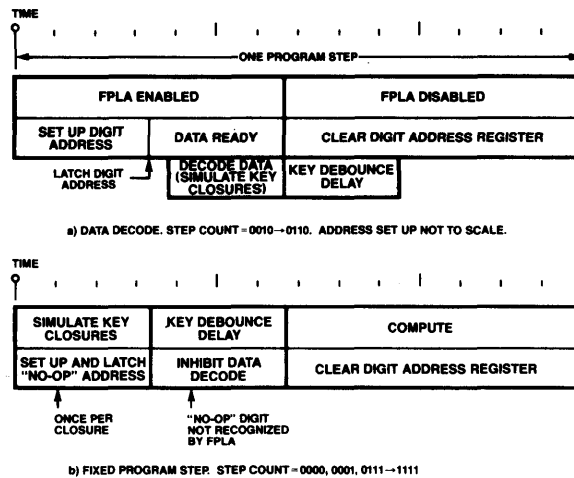 TIME
ONE PROGRAM STEP
FPLA ENABLED
FPLA DISABLED
SET UP DIGIT
ADDRESS
DATA READY
CLEAR DIGIT ADDRESS REGISTER
LATCH DIGIT
ADDRESS
DECODE DATA
(SIMULATE KEY
CLOSURES)
KEY DEBOUNCE
DELAY
a) DATA DECODE. STEP COUNT = 0010→0110. ADDRESS SET UP NOT TO SCALE.
TIME
SIMULATE KEY
CLOSURES
KEY DEBOUNCE
DELAY
COMPUTE
SET UP AND LATCH
"NO-OP" ADDRESS
INHIBIT DATA
DECODE
CLEAR DIGIT ADDRESS REGISTER
ONCE PER
CLOSURE
"NO-OP" DIGIT
NOT RECOGNIZED
BY FPLA
b) FIXED PROGRAM STEP. STEP COUNT = 0000, 0001, 0111→1111